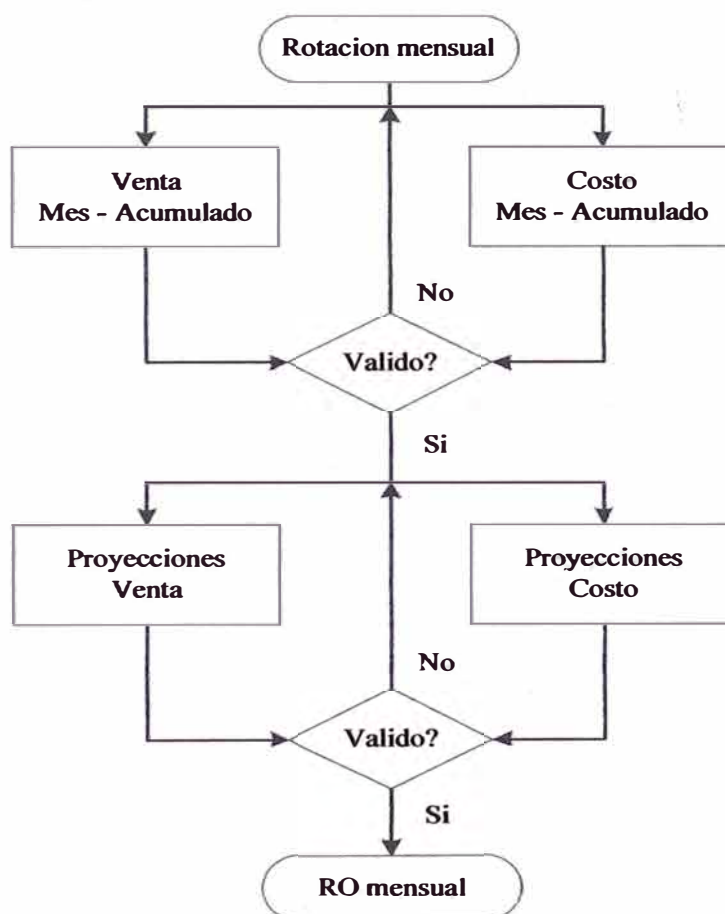 Rotacion mensual
Venta
Mes - Acumulado
Costo
Mes - Acumulado
No
Valido?
Si
Proyecciones
Venta
Proyecciones
Costo
No
Valido?
Si
RO mensual